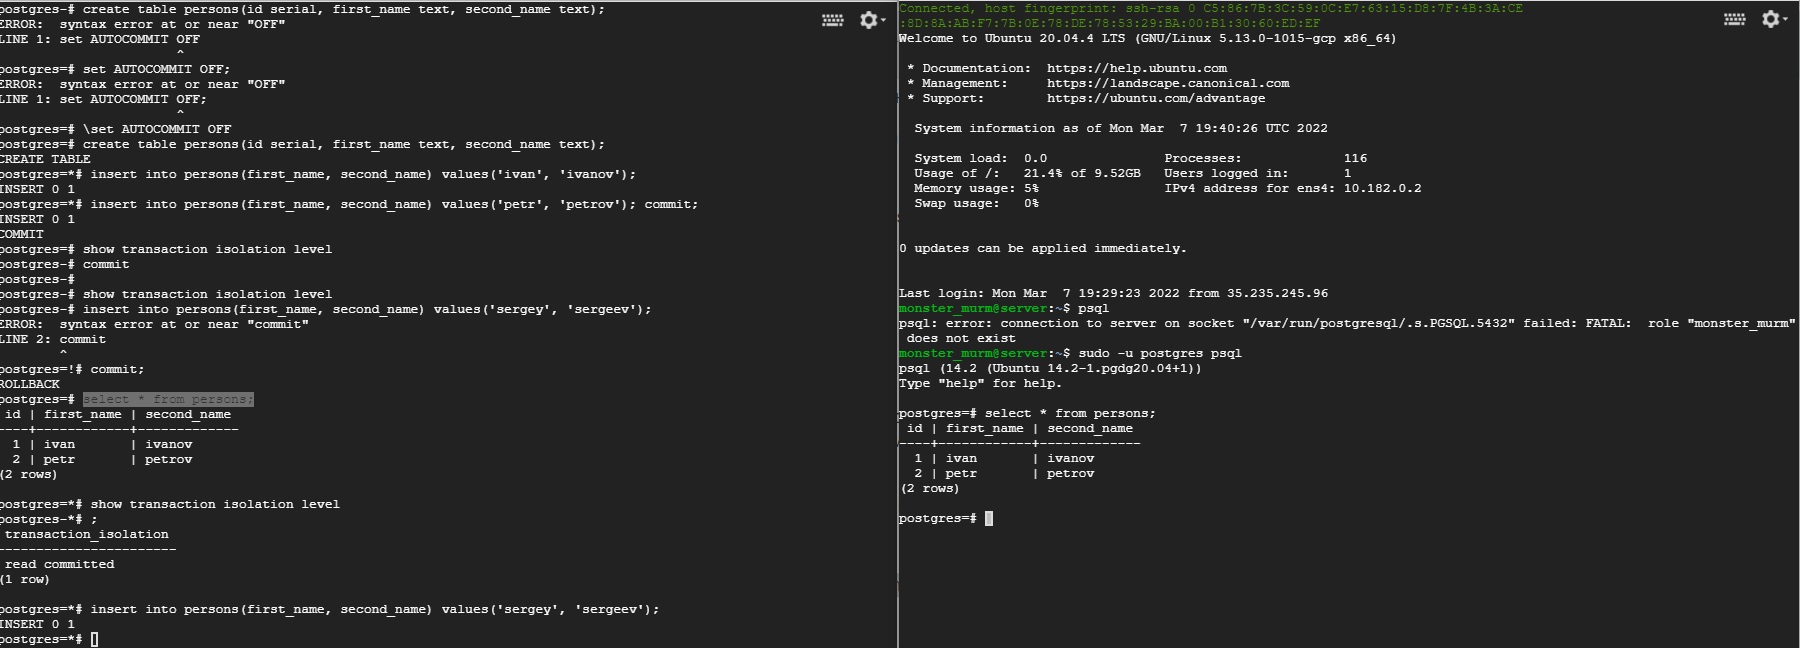 postgres-# create table persons(id serial, first_name text, second_name text);
ERROR:  syntax error at or near "OFF"
LINE 1: set AUTOCOMMIT OFF
                       ^
postgres=# set AUTOCOMMIT OFF;
ERROR:  syntax error at or near "OFF"
LINE 1: set AUTOCOMMIT OFF;
                       ^
postgres=# \set AUTOCOMMIT OFF
postgres=# create table persons(id serial, first_name text, second_name text);
CREATE TABLE
postgres=*# insert into persons(first_name, second_name) values('ivan', 'ivanov');
INSERT 0 1
postgres=*# insert into persons(first_name, second_name) values('petr', 'petrov'); commit;
INSERT 0 1
COMMIT
postgres=# show transaction isolation level
postgres-# commit
postgres-#
postgres-# show transaction isolation level
postgres-# insert into persons(first_name, second_name) values('sergey', 'sergeev');
ERROR:  syntax error at or near "commit"
LINE 2: commit
        ^
postgres=!# commit;
ROLLBACK
postgres=# select * from persons;
 id | first_name | second_name
----+------------+-------------
  1 | ivan       | ivanov
  2 | petr       | petrov
(2 rows)
postgres=*# show transaction isolation level
postgres-*# ;
 transaction_isolation
-----------------------
 read committed
(1 row)
postgres=*# insert into persons(first_name, second_name) values('sergey', 'sergeev');
INSERT 0 1
postgres=*#
Connected, host fingerprint: ssh-rsa 0 C5:86:7B:3C:59:0C:E7:63:15:D8:7F:4B:3A:CE
:8D:8A:AB:F7:7B:0E:78:DE:78:53:29:BA:00:B1:30:60:ED:EF
Welcome to Ubuntu 20.04.4 LTS (GNU/Linux 5.13.0-1015-gcp x86_64)
 * Documentation:  https://help.ubuntu.com
 * Management:     https://landscape.canonical.com
 * Support:        https://ubuntu.com/advantage
  System information as of Mon Mar  7 19:40:26 UTC 2022
  System load:  0.0               Processes:             116
  Usage of /:   21.4% of 9.52GB   Users logged in:       1
  Memory usage: 5%                IPv4 address for ens4: 10.182.0.2
  Swap usage:   0%
0 updates can be applied immediately.
Last login: Mon Mar  7 19:29:23 2022 from 35.235.245.96
monster_murm@server:~$ psql
psql: error: connection to server on socket "/var/run/postgresql/.s.PGSQL.5432" failed: FATAL:  role "monster_murm"
 does not exist
monster_murm@server:~$ sudo -u postgres psql
psql (14.2 (Ubuntu 14.2-1.pgdg20.04+1))
Type "help" for help.
postgres=# select * from persons;
 id | first_name | second_name
----+------------+-------------
  1 | ivan       | ivanov
  2 | petr       | petrov
(2 rows)
postgres=#